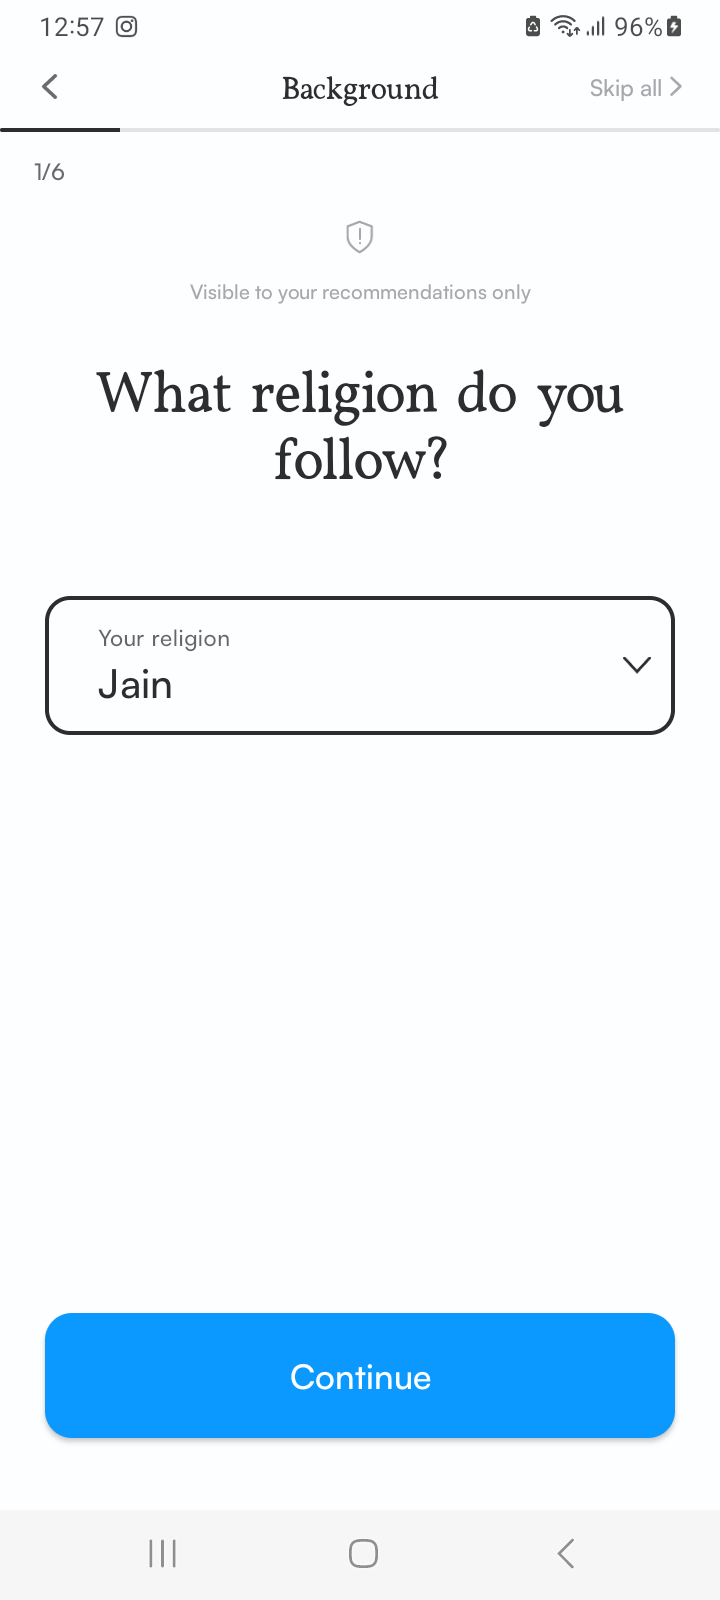 12:57 96%
Background Skip all
1/6
Visible to your recommendations only
What religion do you
follow?
Your religion
Jain
Continue